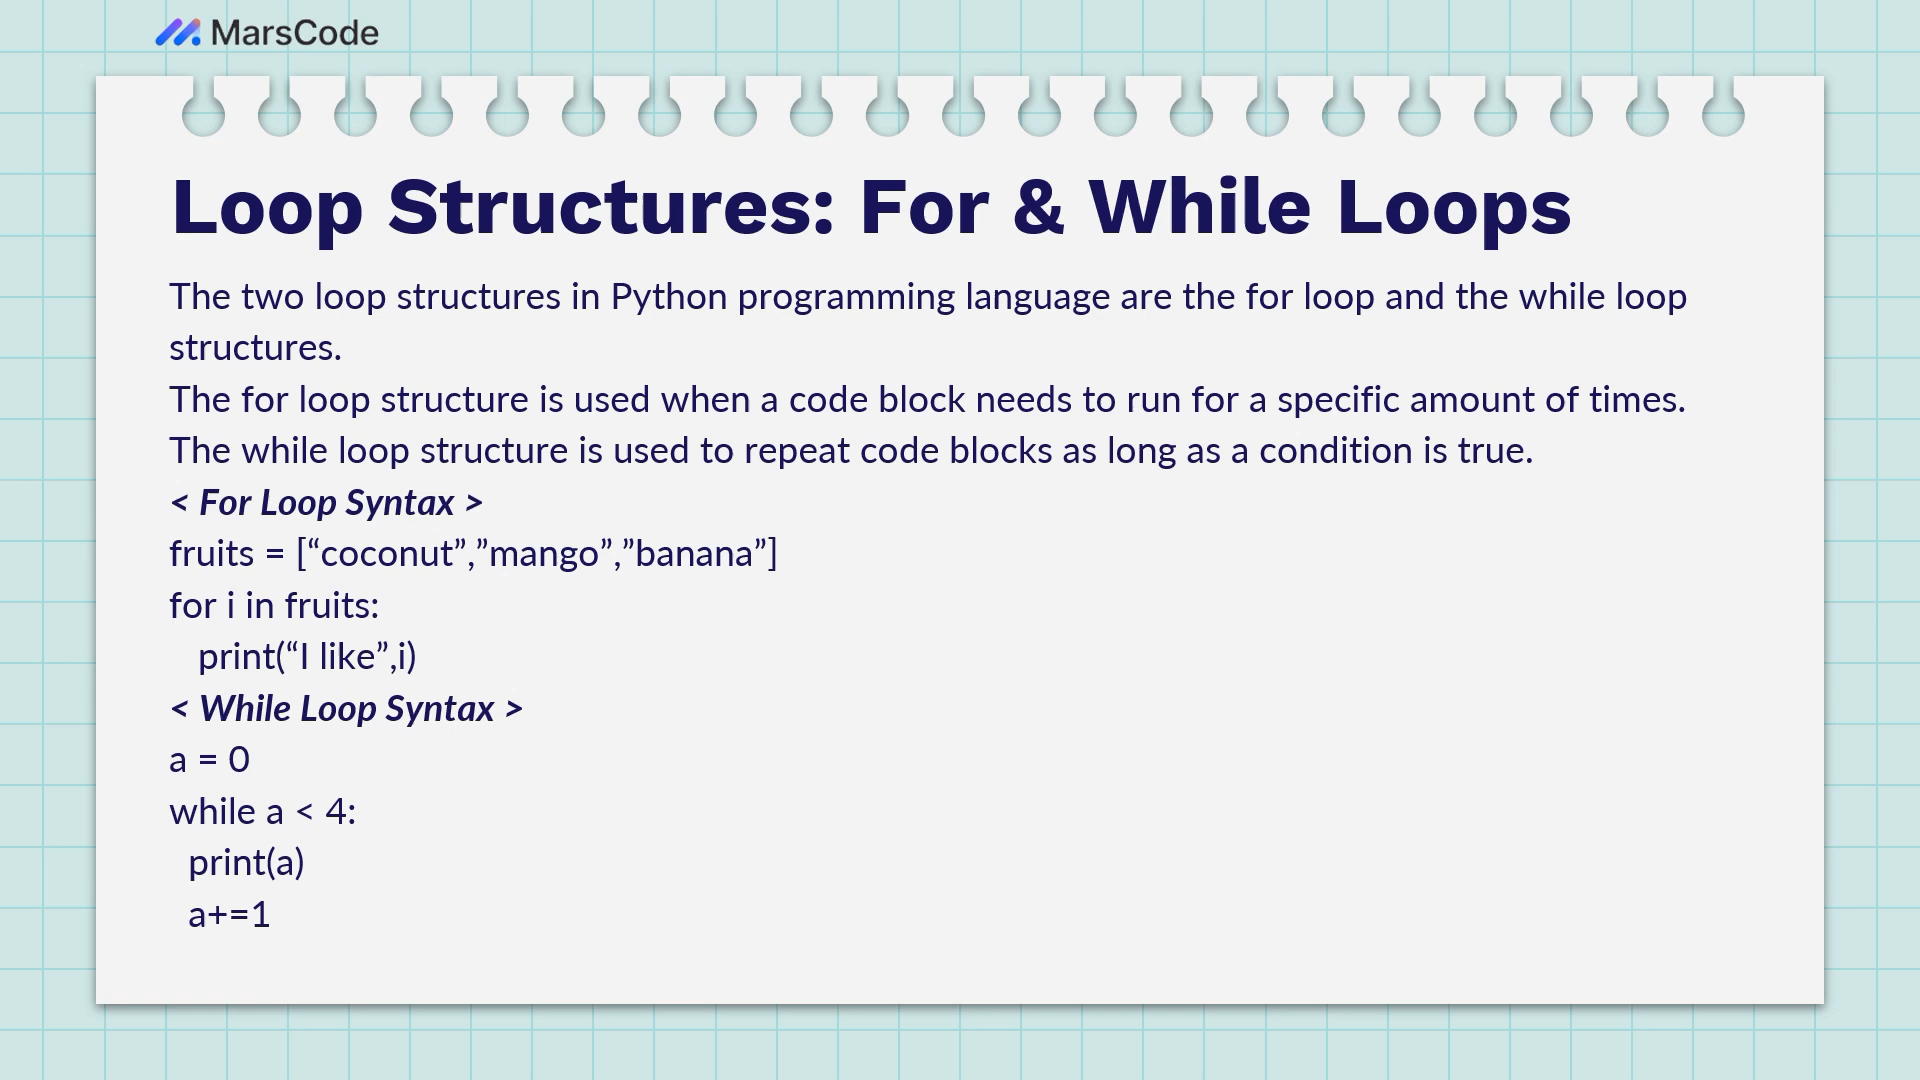 MarsCode
Loop Structures: For & While Loops
The two loop structures in Python programming language are the for loop and the while loop
structures.
The for loop structure is used when a code block needs to run for a specific amount of times.
The while loop structure is used to repeat code blocks as long as a condition is true.
< For Loop Syntax >
fruits = [“coconut”,”mango”,”banana”]
for i in fruits:
   print(“I like”,i)
< While Loop Syntax >
a = 0
while a < 4:
  print(a)
  a+=1